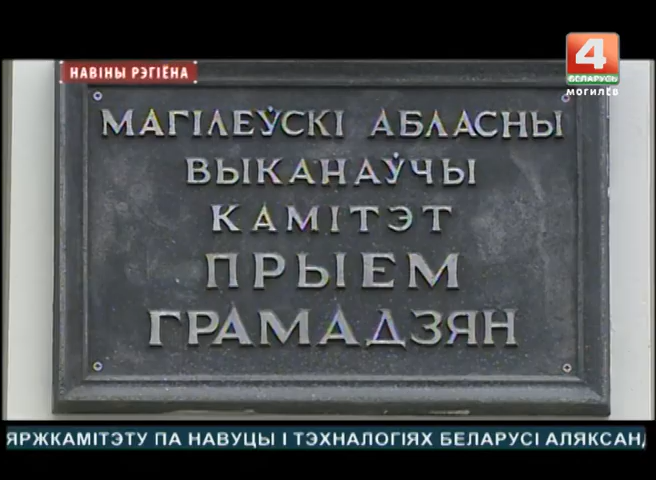 НАВІНЫ РЭГІЁНА
4
БЕЛАРУСЬ
МОГИЛЁВ
МАГІЛЕЎСКІ АБЛАСНЫ
ВЫКАНАЎЧЫ
КАМІТЭТ
ПРЫЕМ
ГРАМАДЗЯН
ЯРЖКАМІТЭТУ ПА НАВУЦЫ І ТЭХНАЛОГІЯХ БЕЛАРУСІ АЛЯКСАН